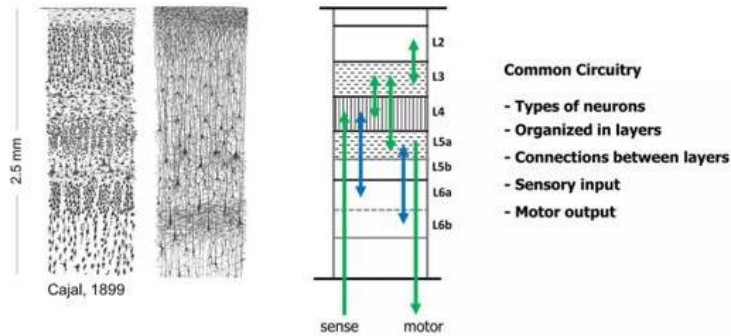 2.5 mm
Cajal, 1899
L2
L3
L4
L5a
L5b
L6a
L6b
sense motor
Common Circuitry
- Types of neurons
- Organized in layers
- Connections between layers
- Sensory input
- Motor output